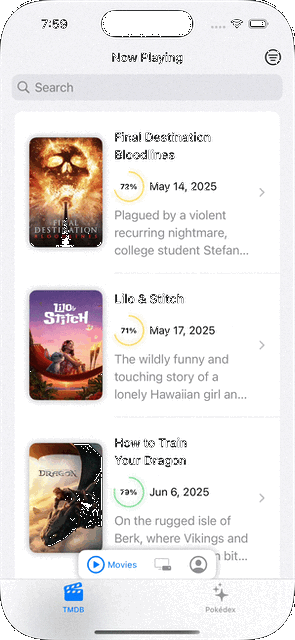 7:59
Now Playing
Search
FINAL
DESTINATION
BLOODLINES
Final Destination
Bloodlines
72% May 14, 2025
Plagued by a violent
recurring nightmare,
college student Stefan...
Lilo &
STITCH
Lilo & Stitch
71% May 17, 2025
The wildly funny and
touching story of a
lonely Hawaiian girl an...
DRAGON
How to Train
Your Dragon
79% Jun 6, 2025
On the rugged isle of
Berk, where Vikings and
bit...
Movies
TMDB
Pokédex